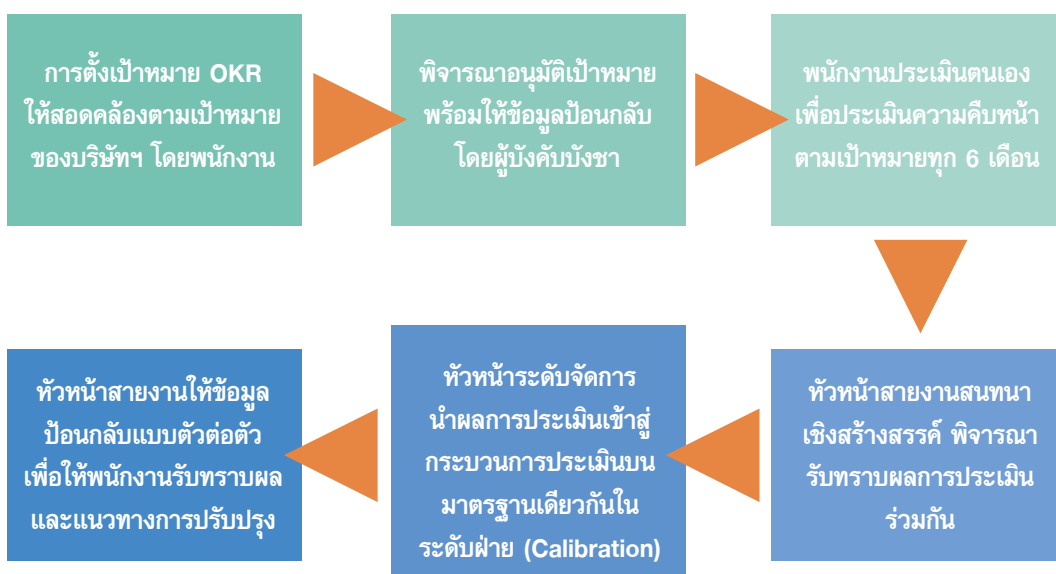 การตั้งเป้าหมาย OKR
ให้สอดคล้องตามเป้าหมาย
ของบริษัทฯ โดยพนักงาน
พิจารณาอนุมัติเป้าหมาย
พร้อมให้ข้อมูลป้อนกลับ
โดยผู้บังคับบัญชา
พนักงานประเมินตนเอง
เพื่อประเมินความคืบหน้า
ตามเป้าหมายทุก 6 เดือน
หัวหน้าสายงานสนทนา
เชิงสร้างสรรค์ พิจารณา
รับทราบผลการประเมิน
ร่วมกัน
หัวหน้าระดับจัดการ
นำผลการประเมินเข้าสู่
กระบวนการประเมินบน
มาตรฐานเดียวกันใน
ระดับฝ่าย (Calibration)
หัวหน้าสายงานให้ข้อมูล
ป้อนกลับแบบตัวต่อตัว
เพื่อให้พนักงานรับทราบผล
และแนวทางการปรับปรุง